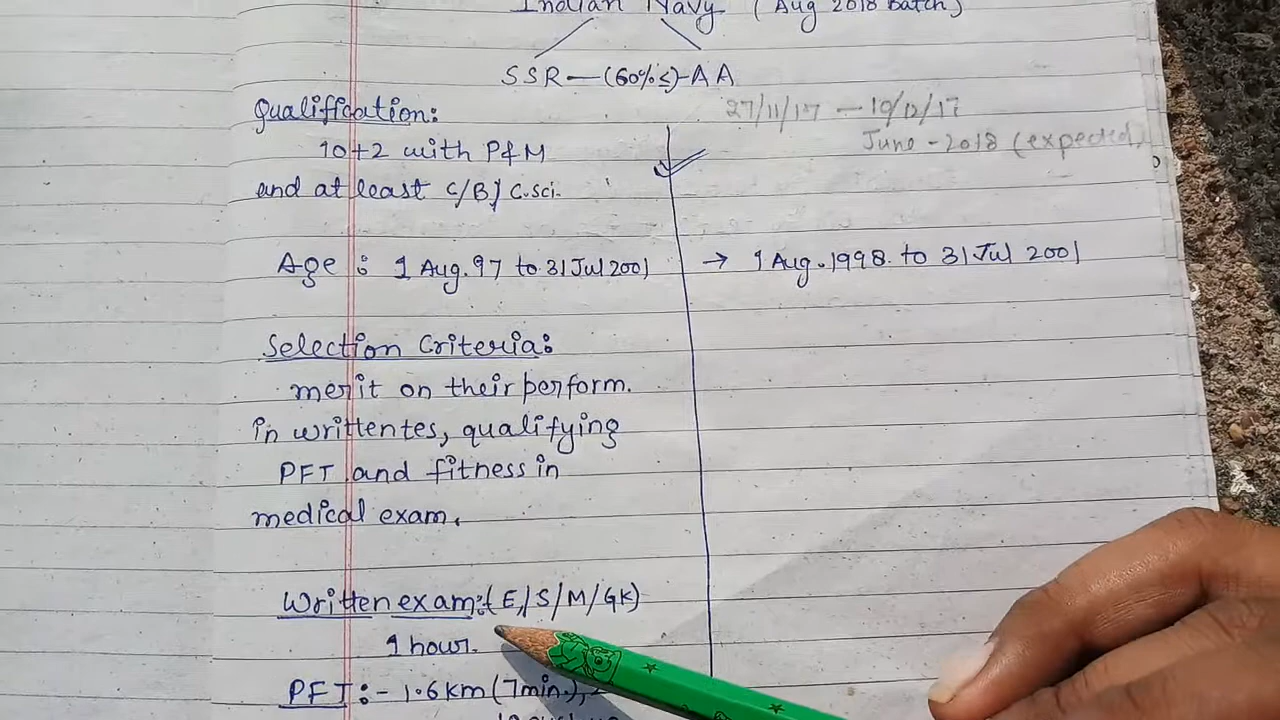 Indian Navy (Aug 2018 Batch)
SSR—(60%≤)-AA
27/11/17 — 10/12/17
June-2018 (expected)
Qualification:
10+2 with P&M
and at least C/B/C.Sci.
Age: 1 Aug.97 to 31 Jul 2001
→ 1 Aug.1998 to 31 Jul 2001
Selection Criteria:
merit on their perform.
in written tes, qualifying
PFT and fitness in
medical exam.
Written exam:( E/S/M/GK)
1 hour.
PFT:- 1.6km (7min.),